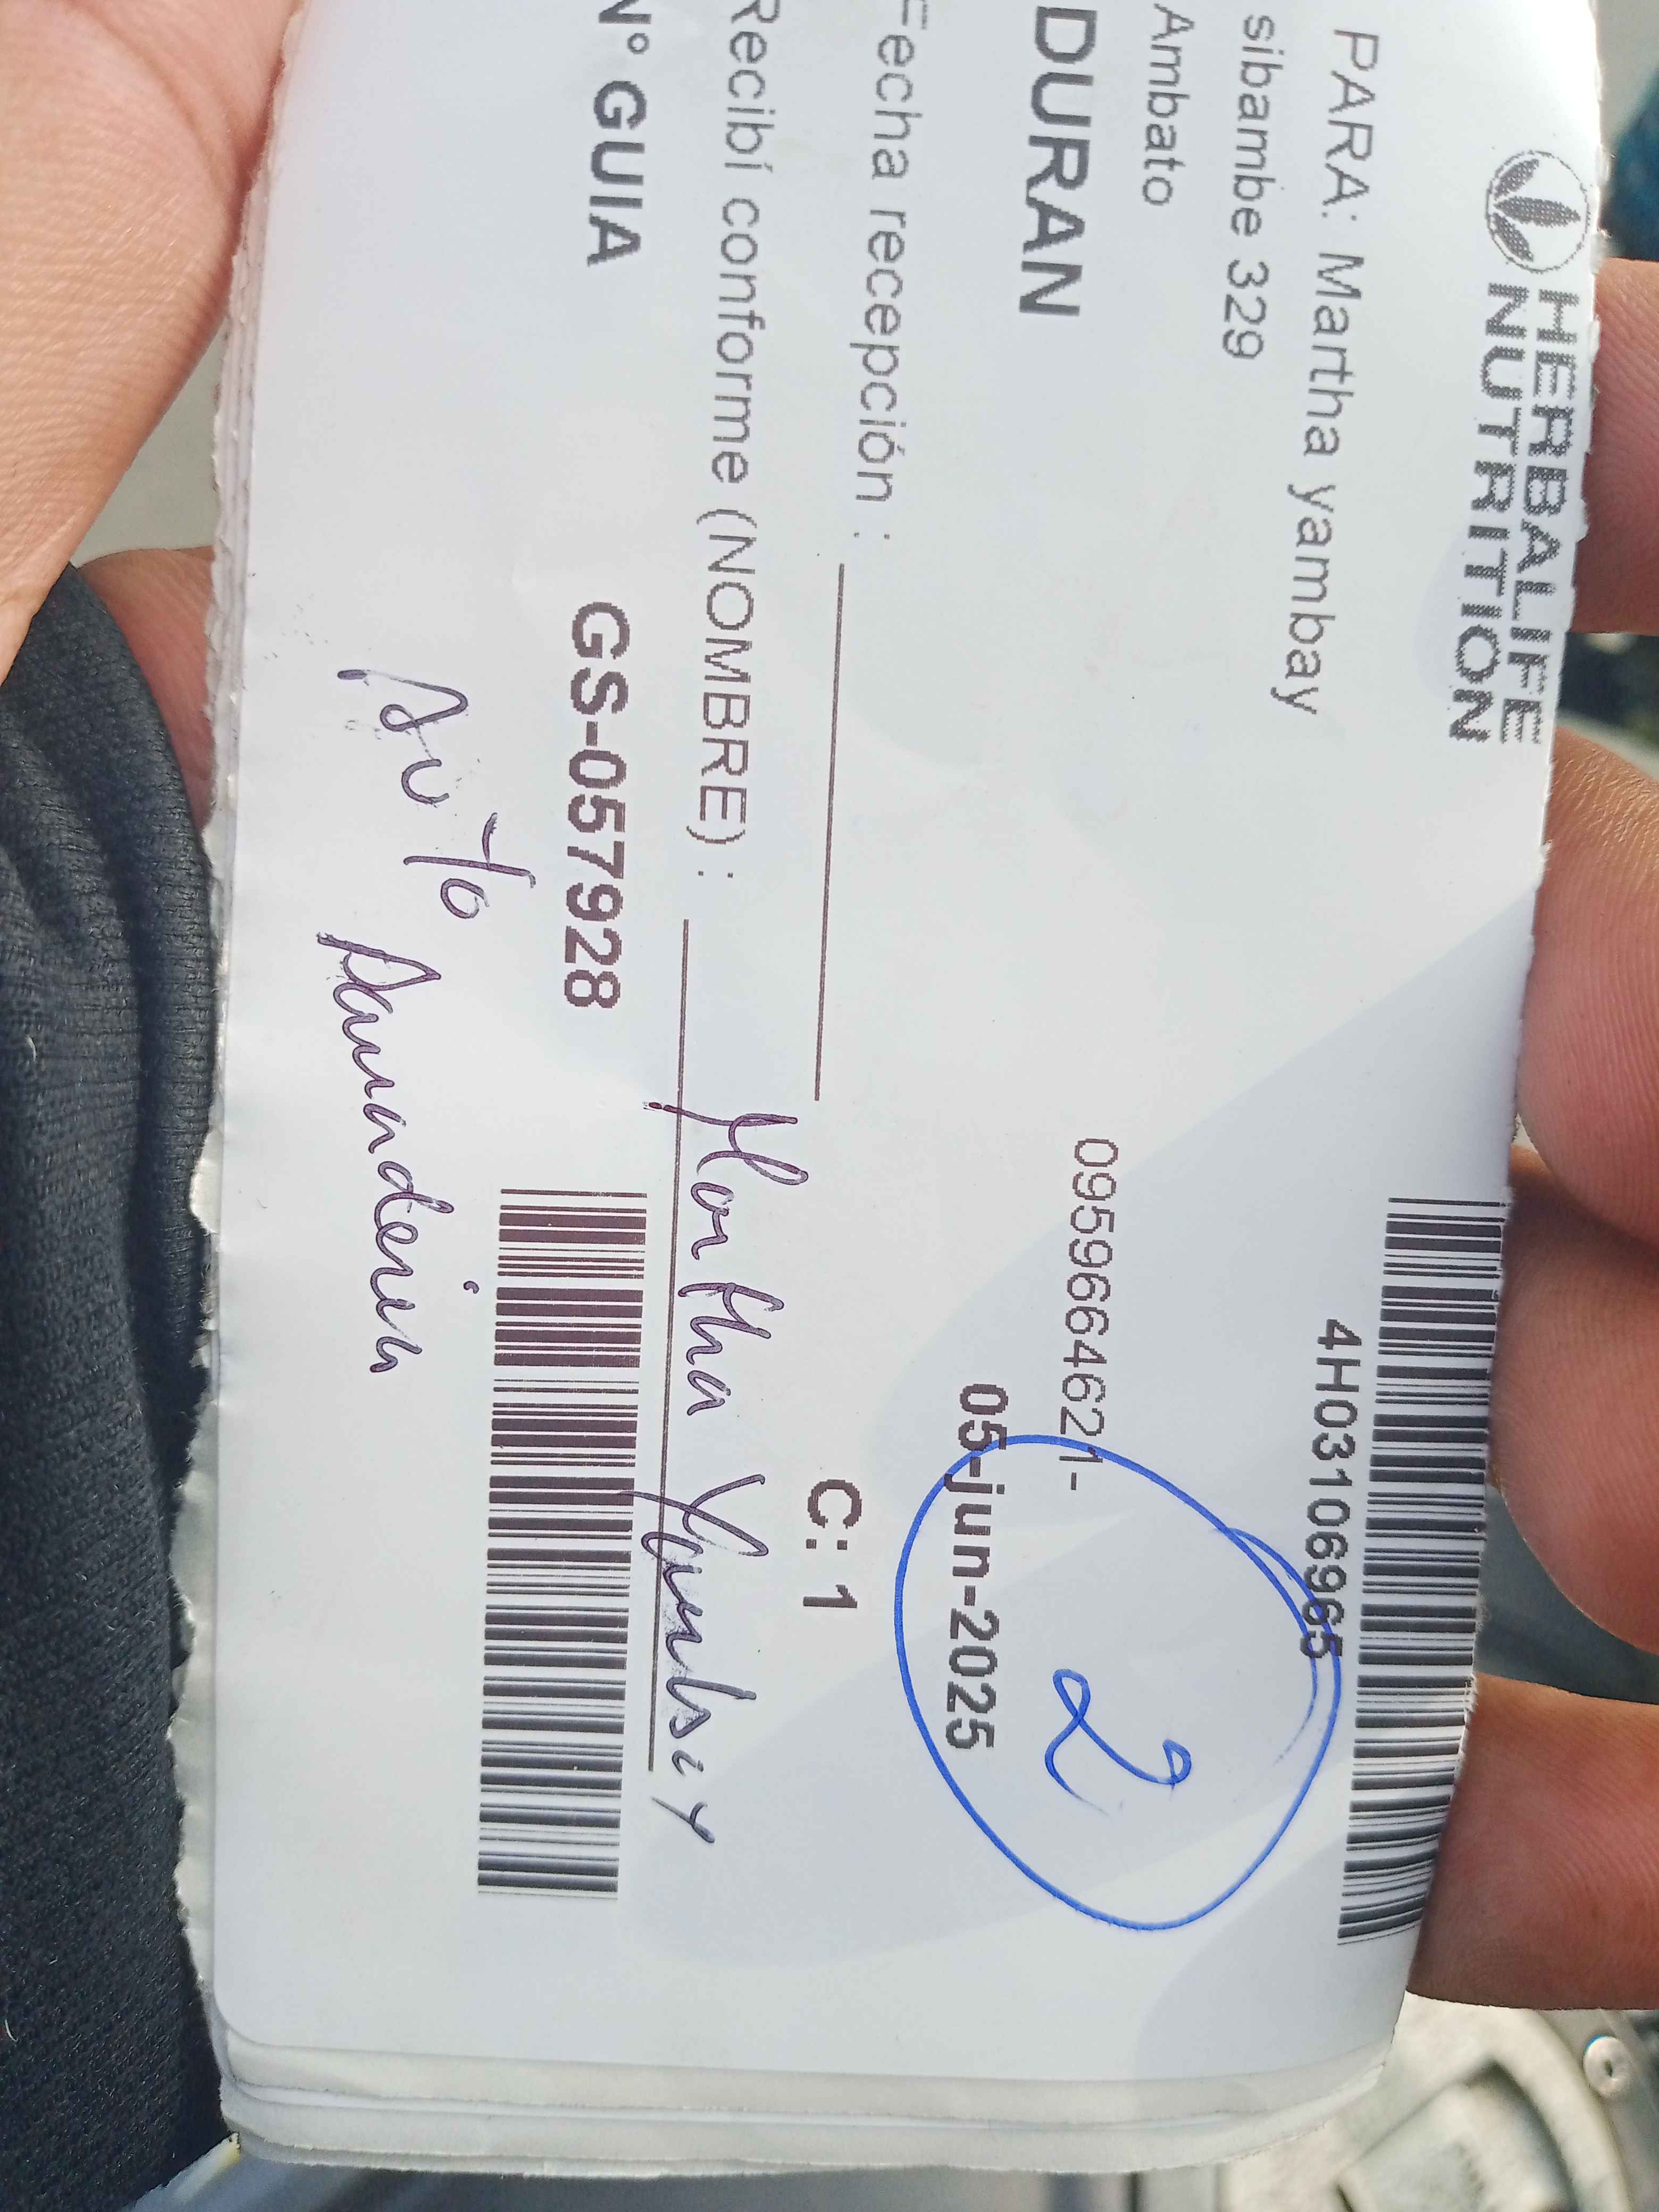 HERBALIFE
NUTRITION
4H03106965
PARA: Martha yambay
sibambe 329
Ambato
0959664621-
2
DURAN
05-jun-2025
Fecha recepción :
C: 1
Recibí conforme (NOMBRE) : Martha Yambay
N° GUIA GS-057928